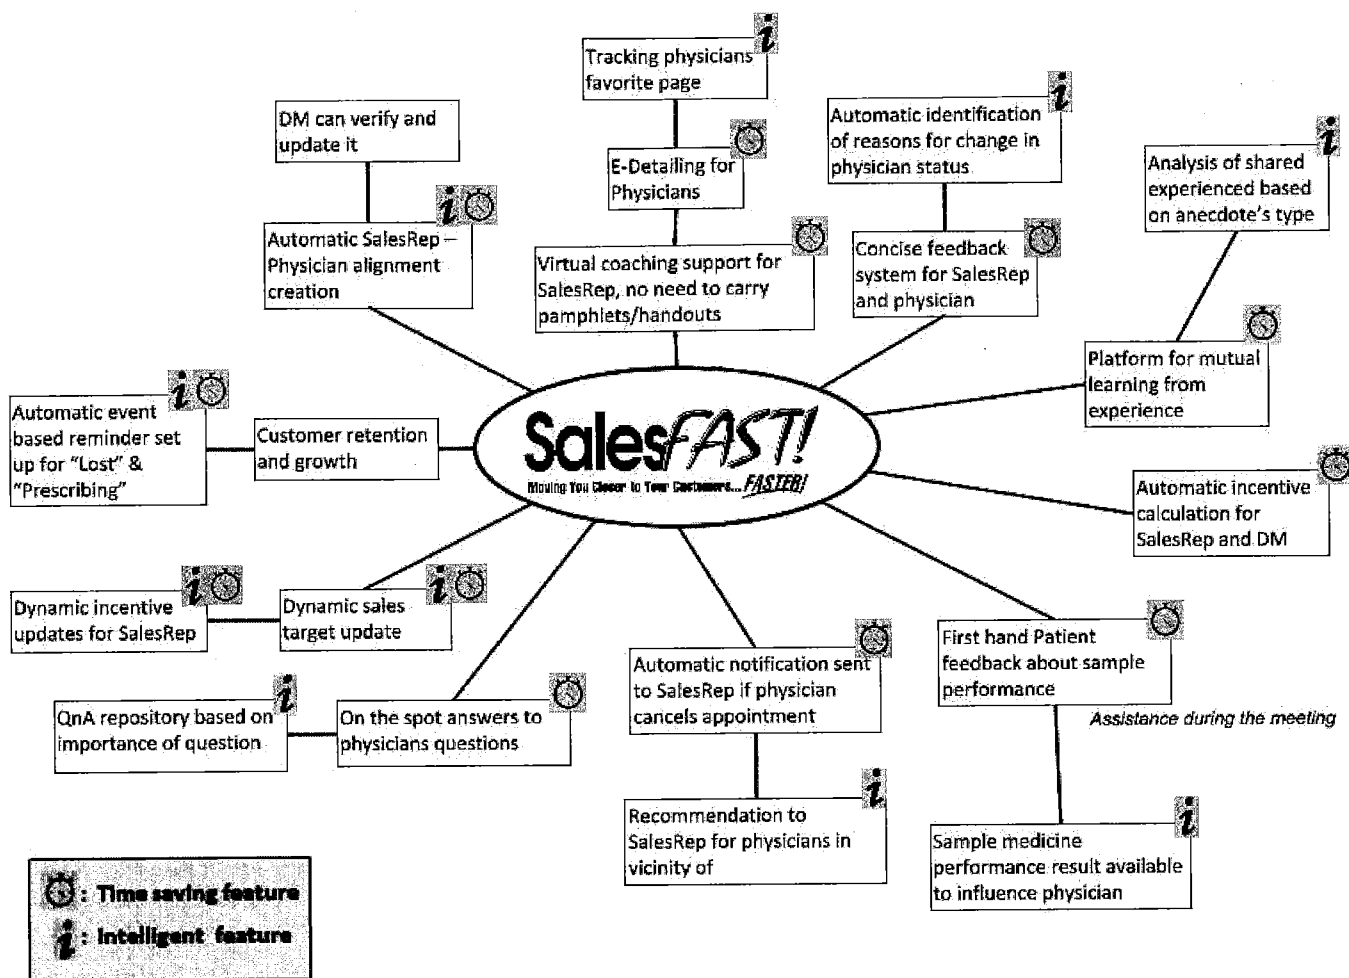 Tracking physicians
favorite page
DM can verify and
update it
Automatic identification
of reasons for change in
physician status
E-Detailing for
Physicians
Analysis of shared
experienced based
on anecdote's type
Automatic SalesRep –
Physician alignment
creation
Virtual coaching support for
SalesRep, no need to carry
pamphlets/handouts
Concise feedback
system for SalesRep
and physician
Platform for mutual
learning from
experience
Automatic event
based reminder set
up for "Lost" &
"Prescribing"
Customer retention
and growth
SalesFAST!
Moving You Closer to Your Customers... FASTER!
Automatic incentive
calculation for
SalesRep and DM
Dynamic incentive
updates for SalesRep
Dynamic sales
target update
First hand Patient
feedback about sample
performance
Automatic notification sent
to SalesRep if physician
cancels appointment
QnA repository based on
importance of question
On the spot answers to
physicians questions
Assistance during the meeting
Recommendation to
SalesRep for physicians in
vicinity of
Sample medicine
performance result available
to influence physician
: Time saving feature
i : Intelligent feature